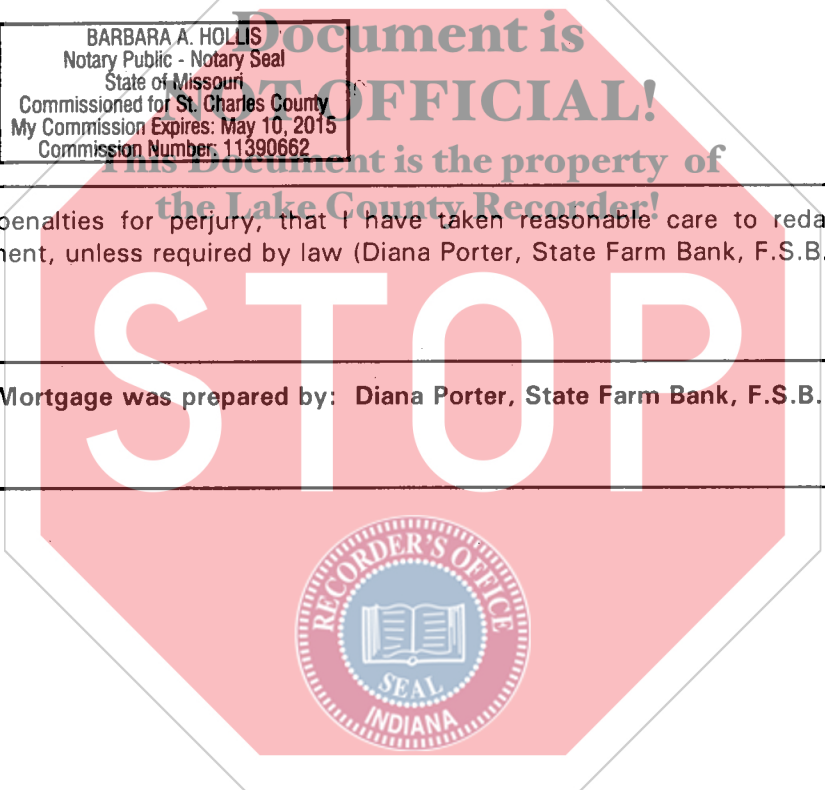 BARBARA A. HOLLIS
Notary Public - Notary Seal
State of Missouri
Commissioned for St. Charles County
My Commission Expires: May 10, 2015
Commission Number: 11390662
Document is
NOT OFFICIAL!
This Document is the property of
the Lake County Recorder!
penalties for perjury, that I have taken reasonable care to reda
ent, unless required by law (Diana Porter, State Farm Bank, F.S.B.
Mortgage was prepared by: Diana Porter, State Farm Bank, F.S.B.
STOP
RECORDER'S OFFICE
SEAL
INDIANA